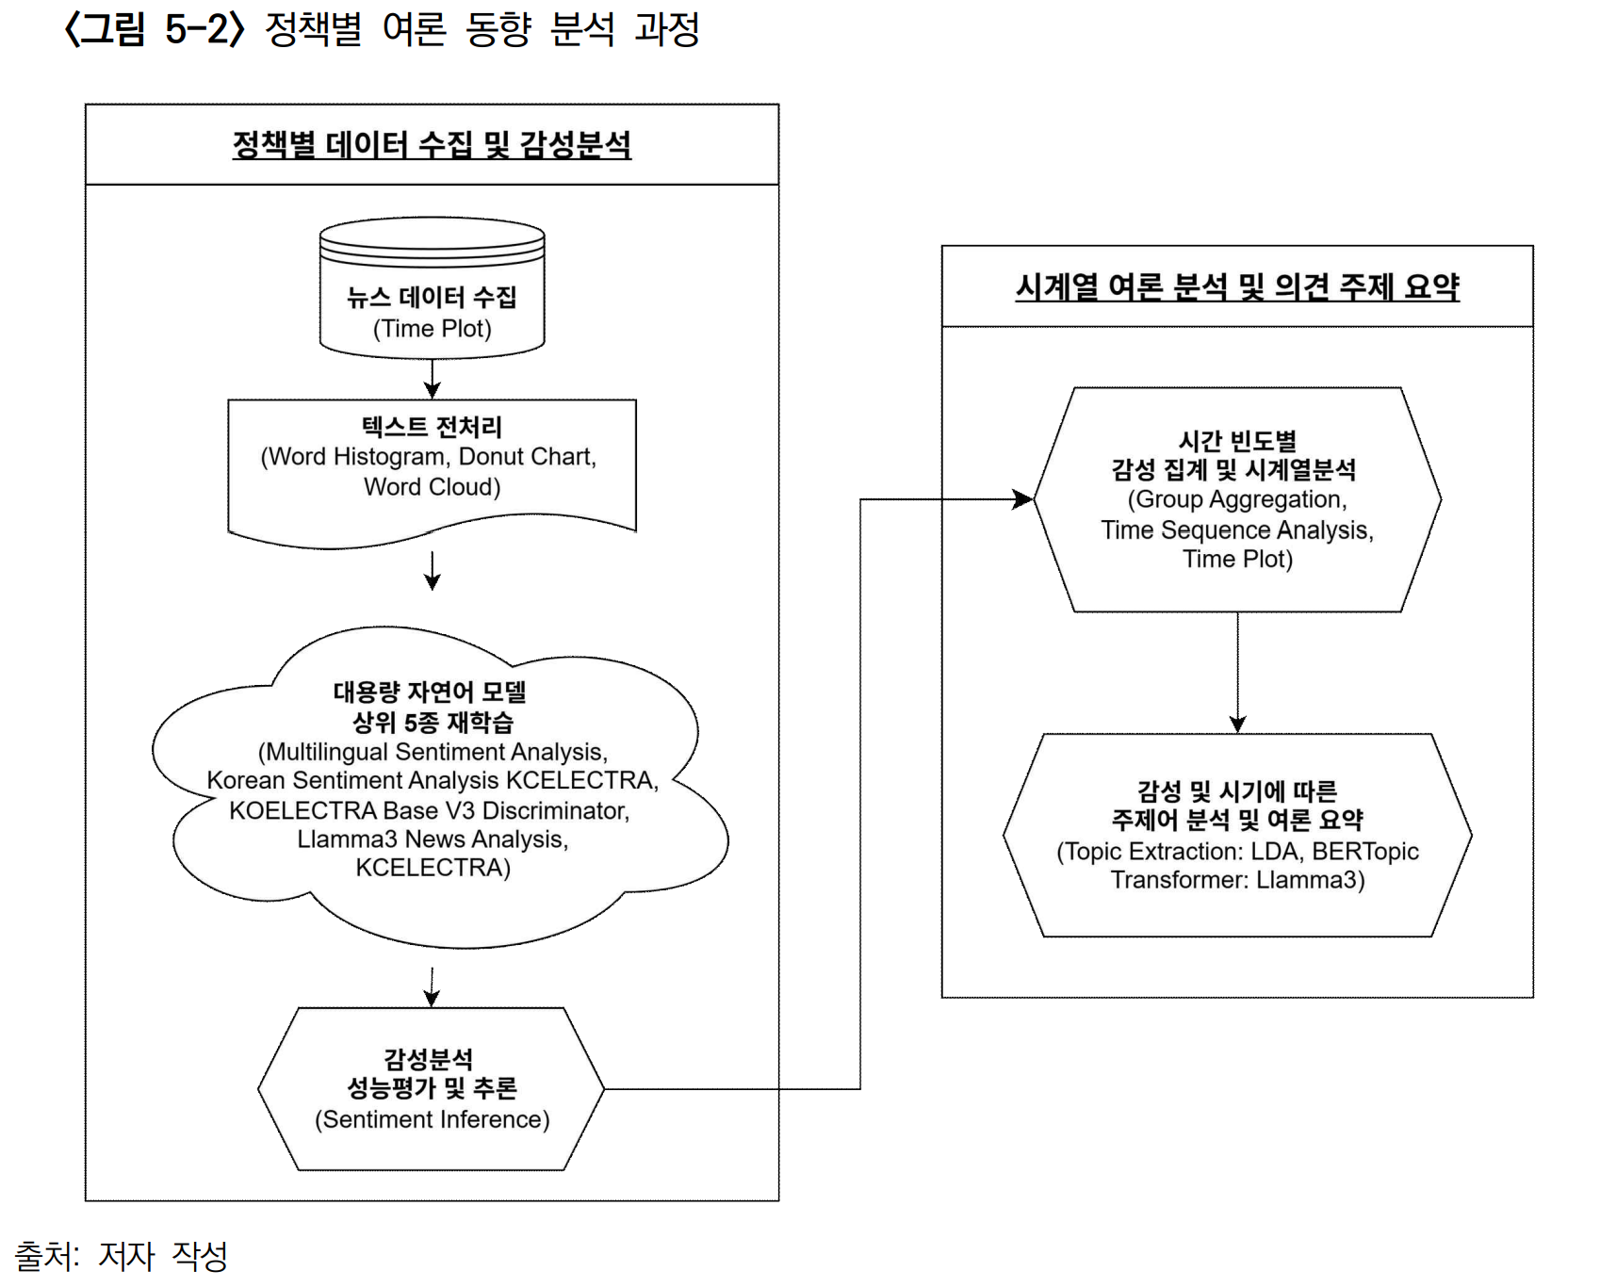 〈그림 5-2〉 정책별 여론 동향 분석 과정
정책별 데이터 수집 및 감성분석
뉴스 데이터 수집
(Time Plot)
텍스트 전처리
(Word Histogram, Donut Chart,
Word Cloud)
대용량 자연어 모델
상위 5종 재학습
(Multilingual Sentiment Analysis,
Korean Sentiment Analysis KCELECTRA,
KOELECTRA Base V3 Discriminator,
Llamma3 News Analysis,
KCELECTRA)
감성분석
성능평가 및 추론
(Sentiment Inference)
시계열 여론 분석 및 의견 주제 요약
시간 빈도별
감성 집계 및 시계열분석
(Group Aggregation,
Time Sequence Analysis,
Time Plot)
감성 및 시기에 따른
주제어 분석 및 여론 요약
(Topic Extraction: LDA, BERTopic
Transformer: Llamma3)
출처: 저자 작성